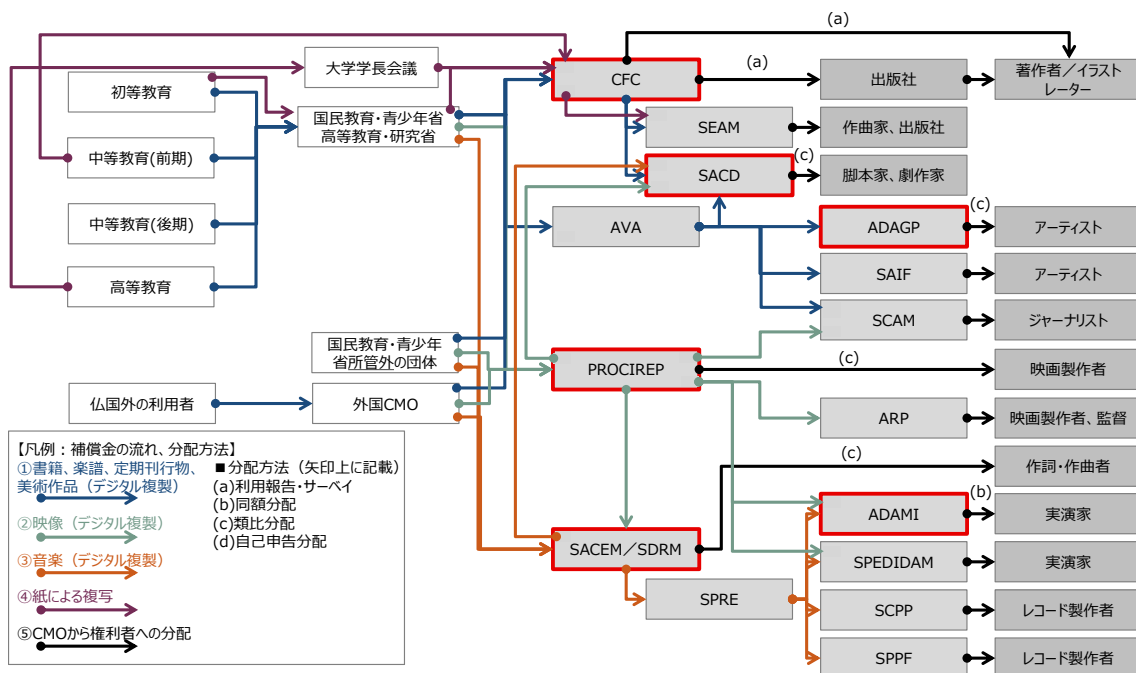 (a)
大学学長会議
CFC
(a)
出版社
著作者／イラスト
レーター
初等教育
国民教育・青少年省
高等教育・研究省
SEAM
作曲家、出版社
中等教育(前期)
SACD
(c)
脚本家、劇作家
中等教育(後期)
AVA
ADAGP
(c)
アーティスト
高等教育
SAIF
アーティスト
SCAM
ジャーナリスト
国民教育・青少年
省所管外の団体
PROCIREP
(c)
映画製作者
仏国外の利用者
外国CMO
ARP
映画製作者、監督
【凡例：補償金の流れ、分配方法】
①書籍、楽譜、定期刊行物、
美術作品（デジタル複製）
②映像（デジタル複製）
③音楽（デジタル複製）
④紙による複写
⑤CMOから権利者への分配
■分配方法（矢印上に記載）
(a)利用報告・サーベイ
(b)同額分配
(c)類比分配
(d)自己申告分配
(c)
作詞・作曲者
ADAMI
(b)
実演家
SACEM／SDRM
SPEDIDAM
実演家
SPRE
SCPP
レコード製作者
SPPF
レコード製作者